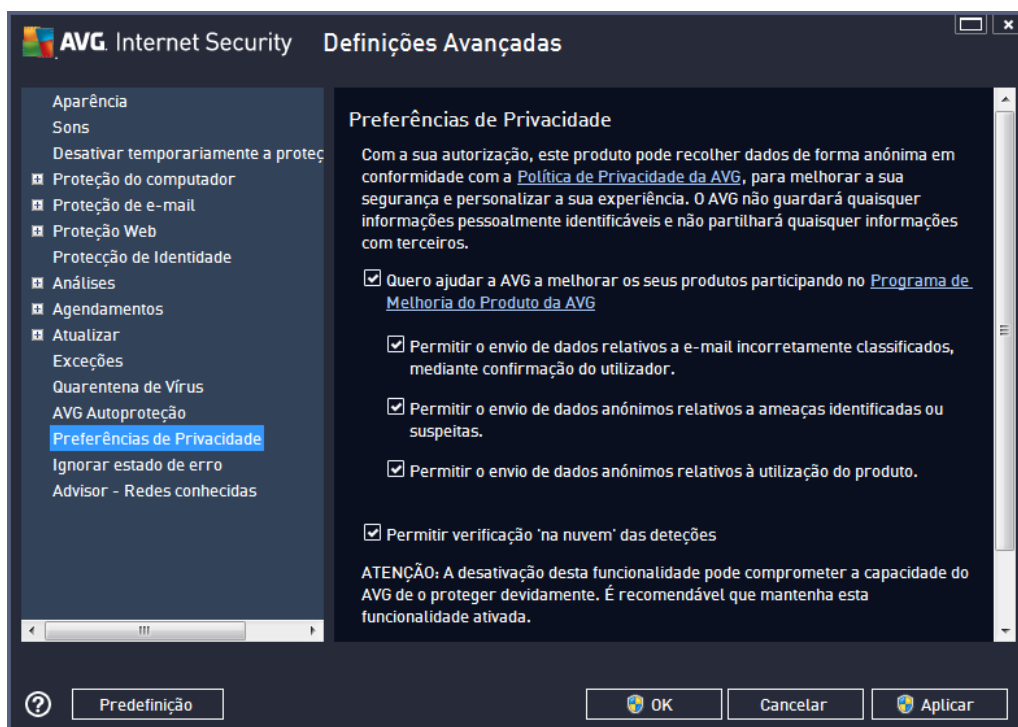 AVG. Internet Security
Definições Avançadas
Aparência
Sons
Desativar temporariamente a proteç
Proteção do computador
Proteção de e-mail
Proteção Web
Protecção de Identidade
Análises
Agendamentos
Atualizar
Exceções
Quarentena de Vírus
AVG Autoproteção
Preferências de Privacidade
Ignorar estado de erro
Advisor - Redes conhecidas
Preferências de Privacidade
Com a sua autorização, este produto pode recolher dados de forma anónima em
conformidade com a Política de Privacidade da AVG, para melhorar a sua
segurança e personalizar a sua experiência. O AVG não guardará quaisquer
informações pessoalmente identificáveis e não partilhará quaisquer informações
com terceiros.
Quero ajudar a AVG a melhorar os seus produtos participando no Programa de
Melhoria do Produto da AVG
Permitir o envio de dados relativos a e-mail incorretamente classificados,
mediante confirmação do utilizador.
Permitir o envio de dados anónimos relativos a ameaças identificadas ou
suspeitas.
Permitir o envio de dados anónimos relativos à utilização do produto.
Permitir verificação 'na nuvem' das deteções
ATENÇÃO: A desativação desta funcionalidade pode comprometer a capacidade do
AVG de o proteger devidamente. É recomendável que mantenha esta
funcionalidade ativada.
Predefinição
OK
Cancelar
Aplicar